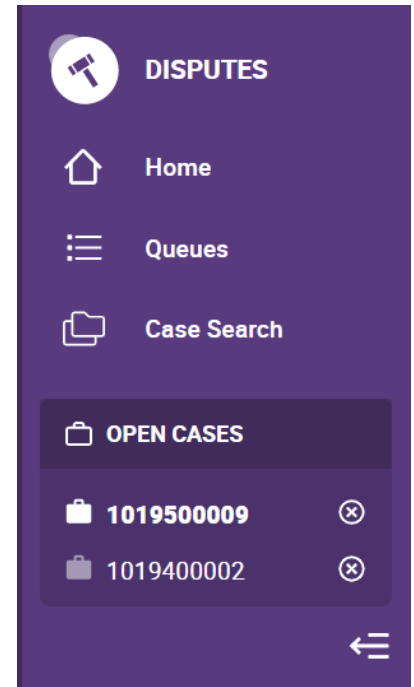 DISPUTES
Home
Queues
Case Search
OPEN CASES
1019500009
1019400002